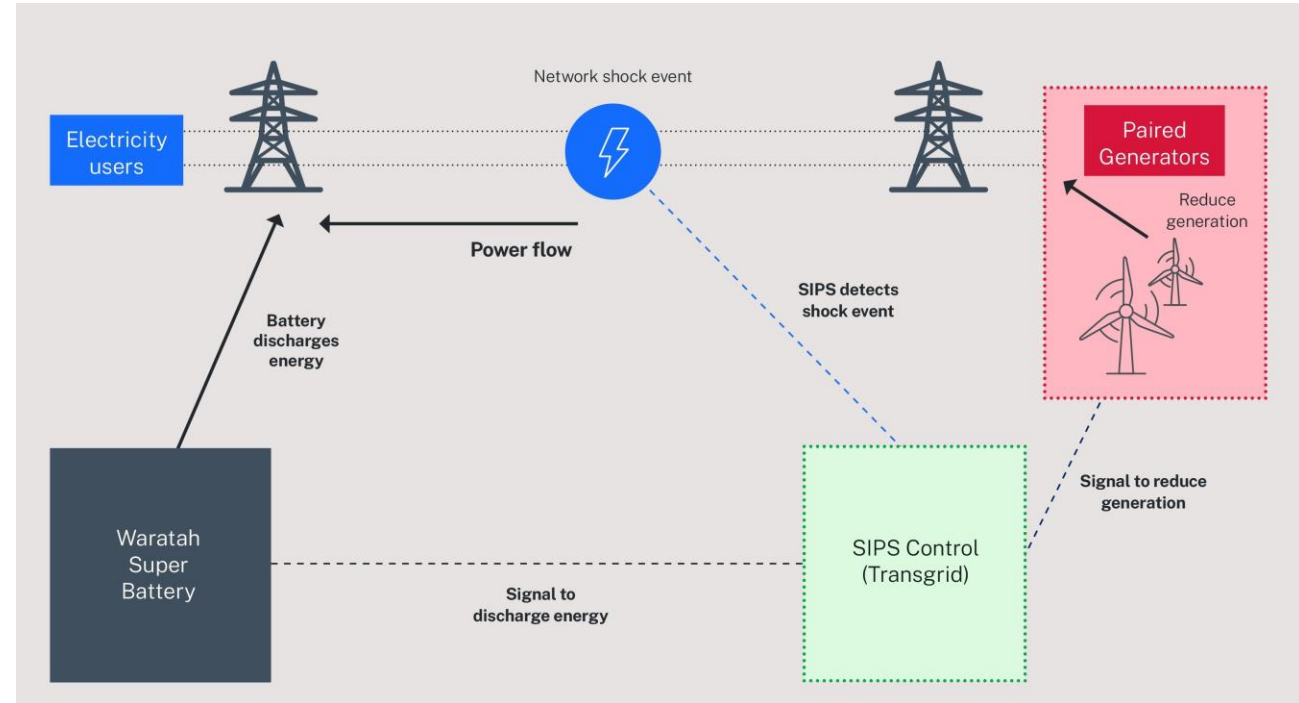 Network shock event
Electricity
users
Paired
Generators
Reduce
generation
Power flow
SIPS detects
shock event
Battery
discharges
energy
Signal to reduce
generation
Waratah
Super
Battery
SIPS Control
(Transgrid)
Signal to
discharge energy